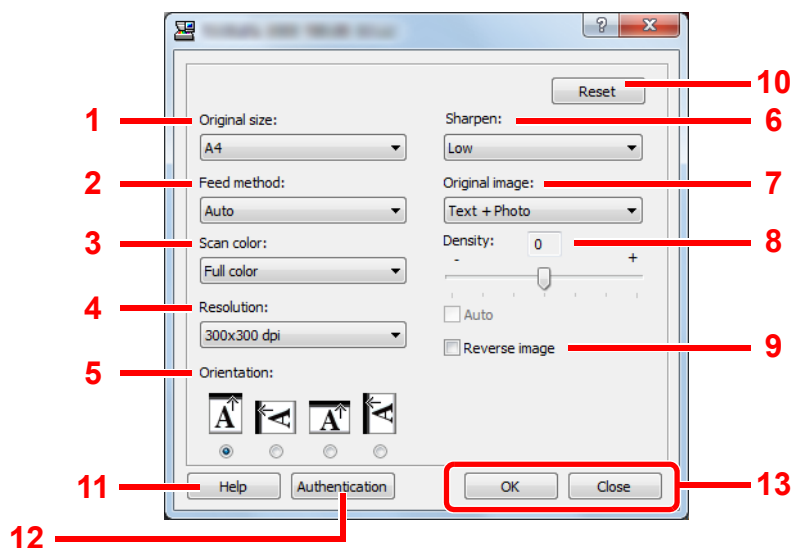 ?
x
10
Reset
1
Original size:
A4
Sharpen:
6
Low
2
Feed method:
Auto
Original image:
7
Text + Photo
3
Scan color:
Full color
Density:
0
8
-
+
4
Resolution:
300x300 dpi
Auto
Reverse image
9
5
Orientation:
A
A
A
A
11
Help
Authentication
OK
Close
13
12